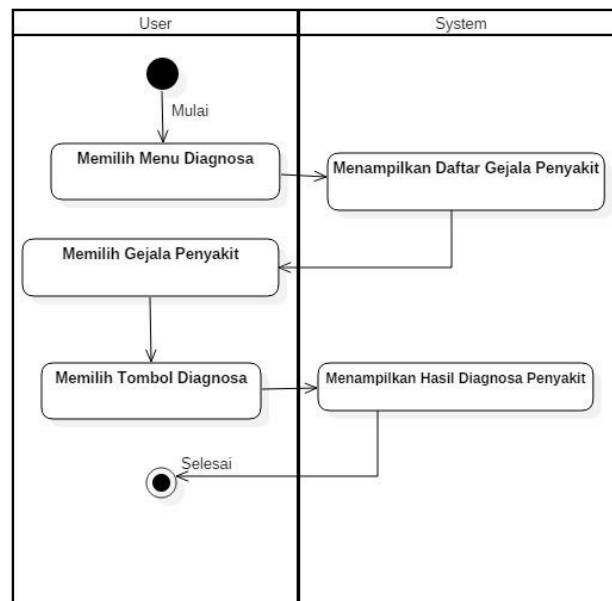 User
System
Mulai
Memilih Menu Diagnosa
Menampilkan Daftar Gejala Penyakit
Memilih Gejala Penyakit
Memilih Tombol Diagnosa
Menampilkan Hasil Diagnosa Penyakit
Selesai